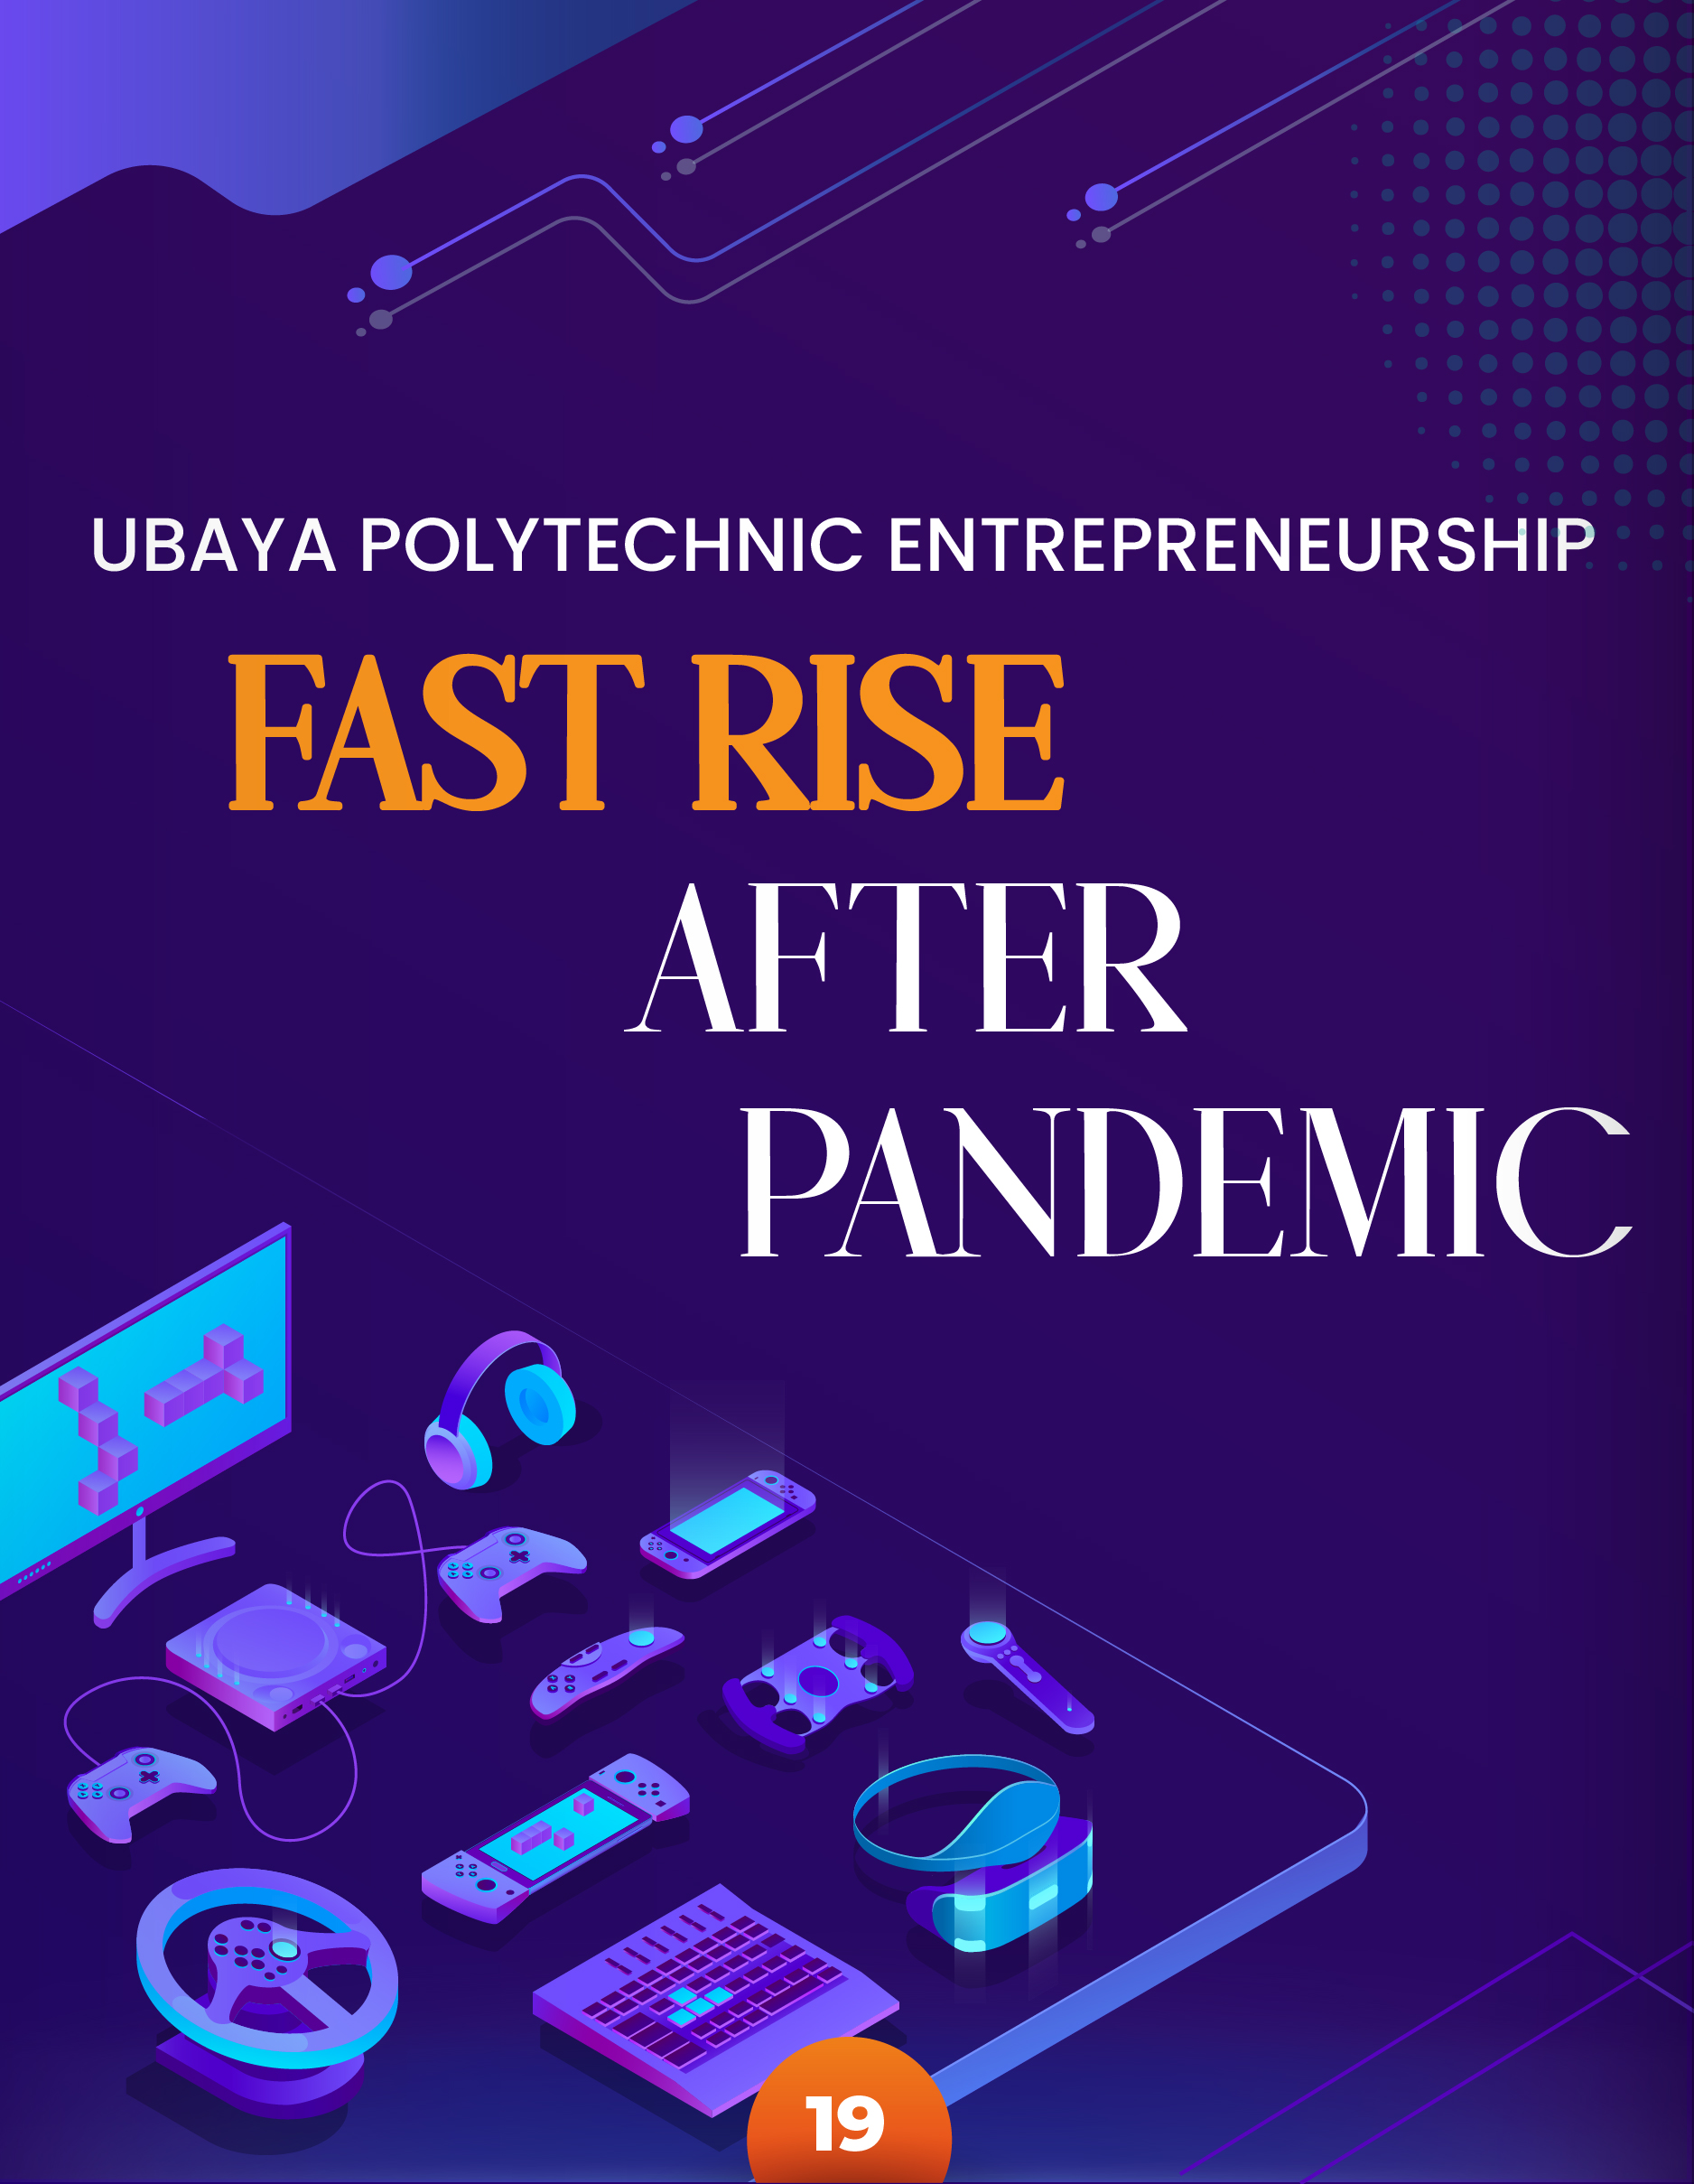 UBAYA POLYTECHNIC ENTREPRENEURSHIP
FAST RISE
AFTER
PANDEMIC
19